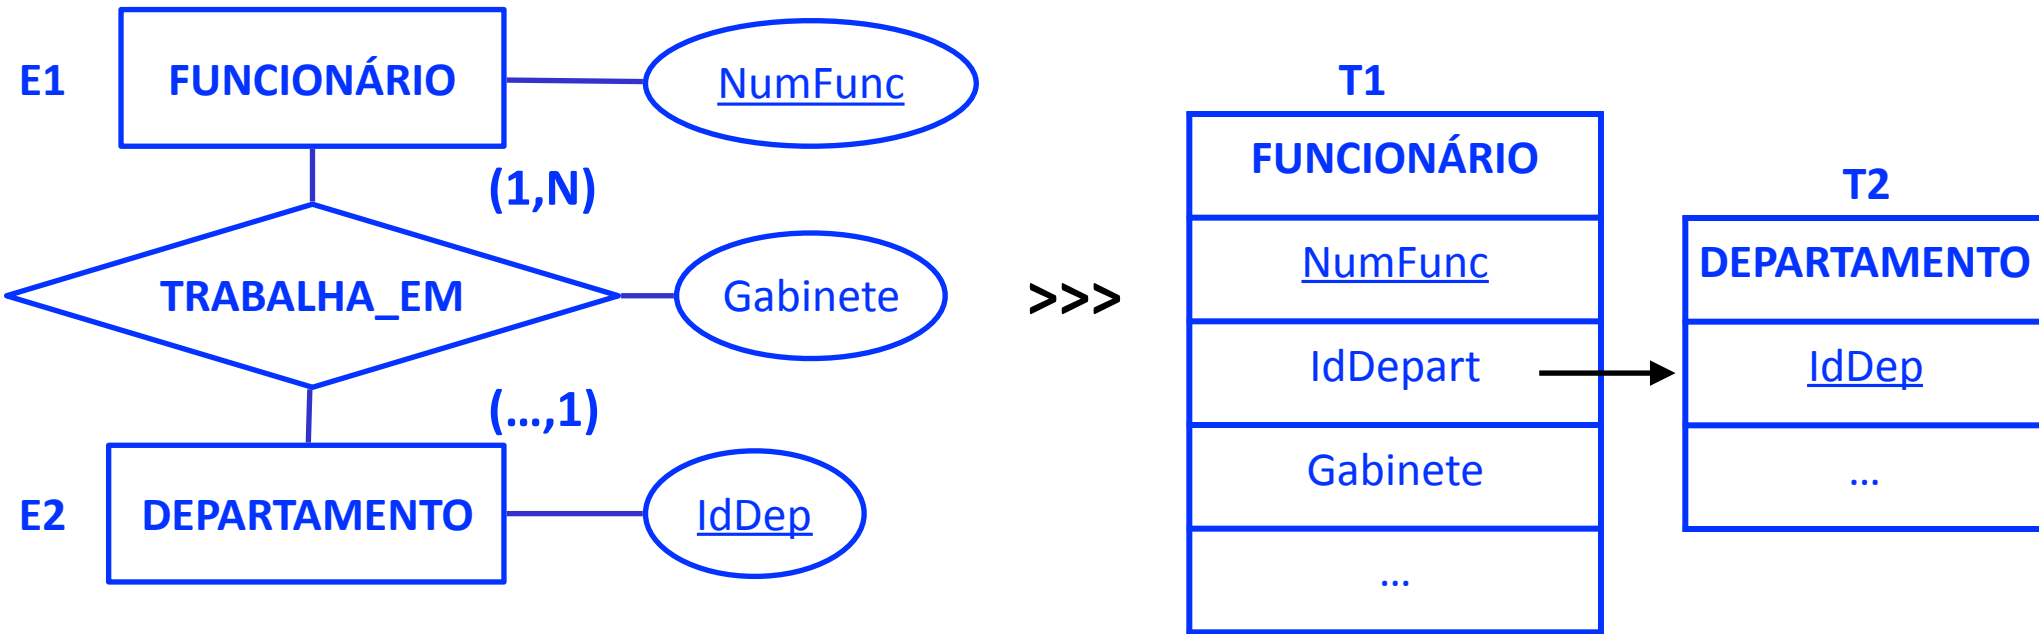 E1
FUNCIONÁRIO
NumFunc
(1,N)
TRABALHA_EM
Gabinete
(...,1)
E2
DEPARTAMENTO
IdDep
>>>
T1
FUNCIONÁRIO
NumFunc
IdDepart
Gabinete
...
T2
DEPARTAMENTO
IdDep
...